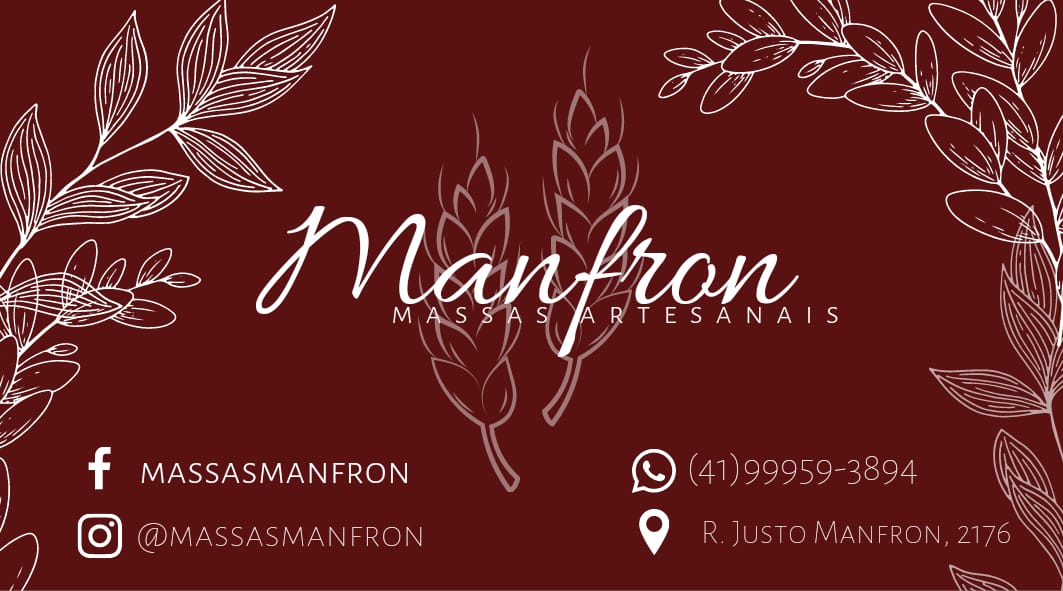 Manfron
MASSAS ARTESANAIS
MASSASMANFRON
@MASSASMANFRON
(41)99959-3894
R. JUSTO MANFRON, 2176